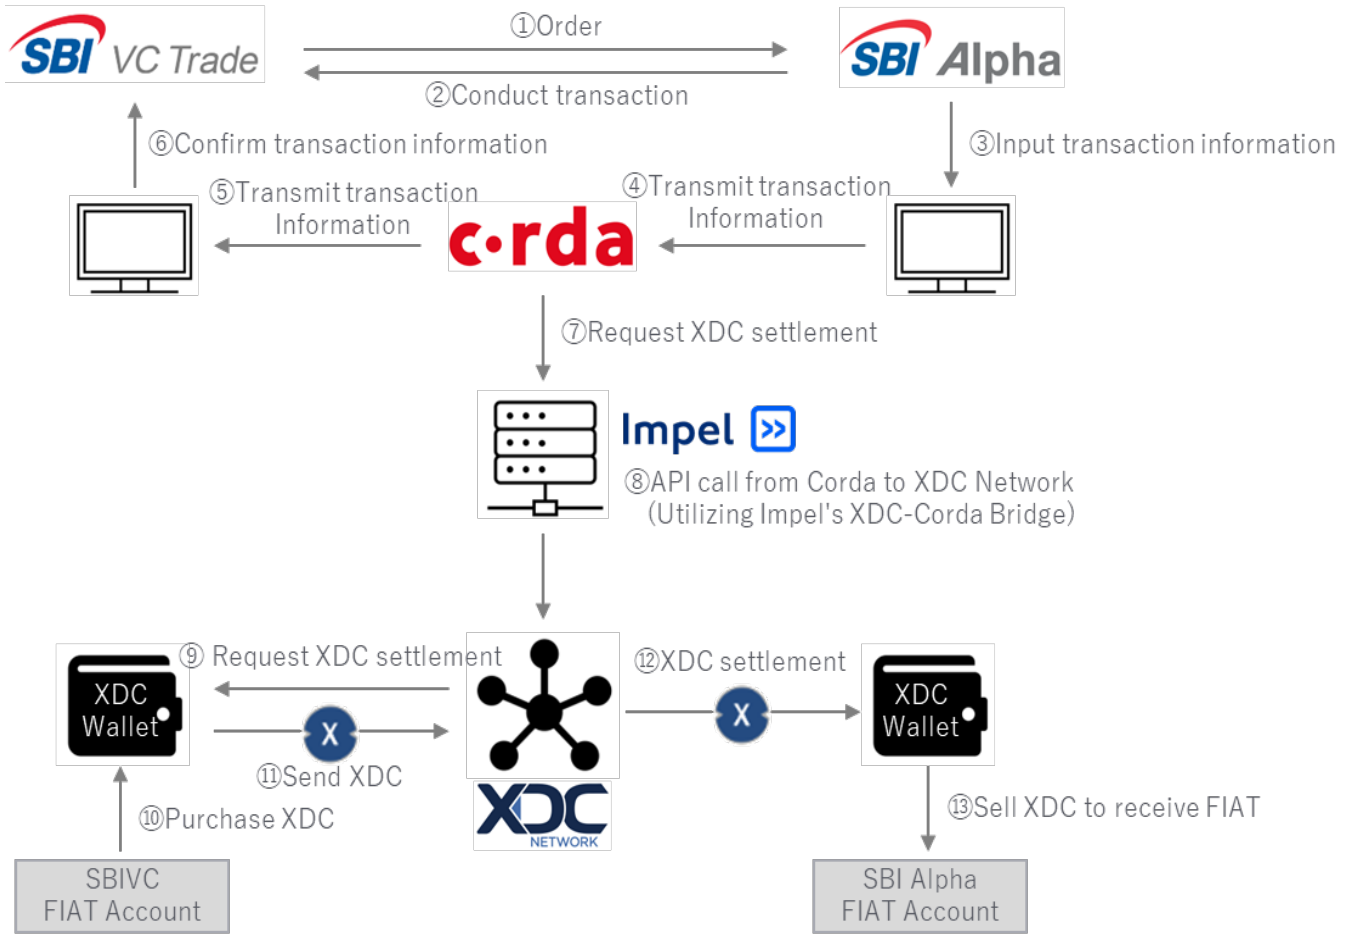 SBI VC Trade
①Order
SBI Alpha
②Conduct transaction
⑥Confirm transaction information
③Input transaction information
⑤Transmit transaction
Information
④Transmit transaction
Information
c•rda
⑦Request XDC settlement
Impel
⑧API call from Corda to XDC Network
(Utilizing Impel's XDC-Corda Bridge)
⑨ Request XDC settlement
⑫XDC settlement
XDC
Wallet
X
X
XDC
Wallet
⑪Send XDC
⑩Purchase XDC
XDC
NETWORK
⑬Sell XDC to receive FIAT
SBIVC
FIAT Account
SBI Alpha
FIAT Account